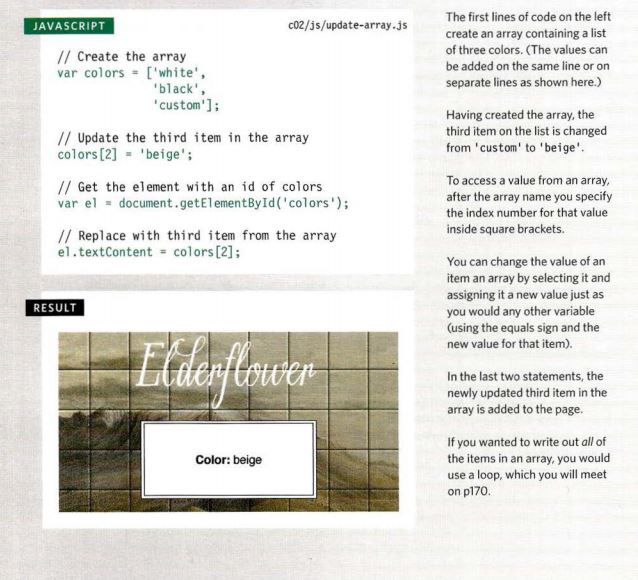 JAVASCRIPT
c02/js/update-array.js
// Create the array
var colors = ['white',
'black',
'custom'];
// Update the third item in the array
colors[2] = 'beige';
// Get the element with an id of colors
var el = document.getElementById('colors');
// Replace with third item from the array
el.textContent = colors[2];
RESULT
Elderflower
Color: beige
The first lines of code on the left
create an array containing a list
of three colors. (The values can
be added on the same line or on
separate lines as shown here.)
Having created the array, the
third item on the list is changed
from 'custom' to 'beige'.
To access a value from an array,
after the array name you specify
the index number for that value
inside square brackets.
You can change the value of an
item an array by selecting it and
assigning it a new value just as
you would any other variable
(using the equals sign and the
new value for that item).
In the last two statements, the
newly updated third item in the
array is added to the page.
If you wanted to write out all of
the items in an array, you would
use a loop, which you will meet
on p170.